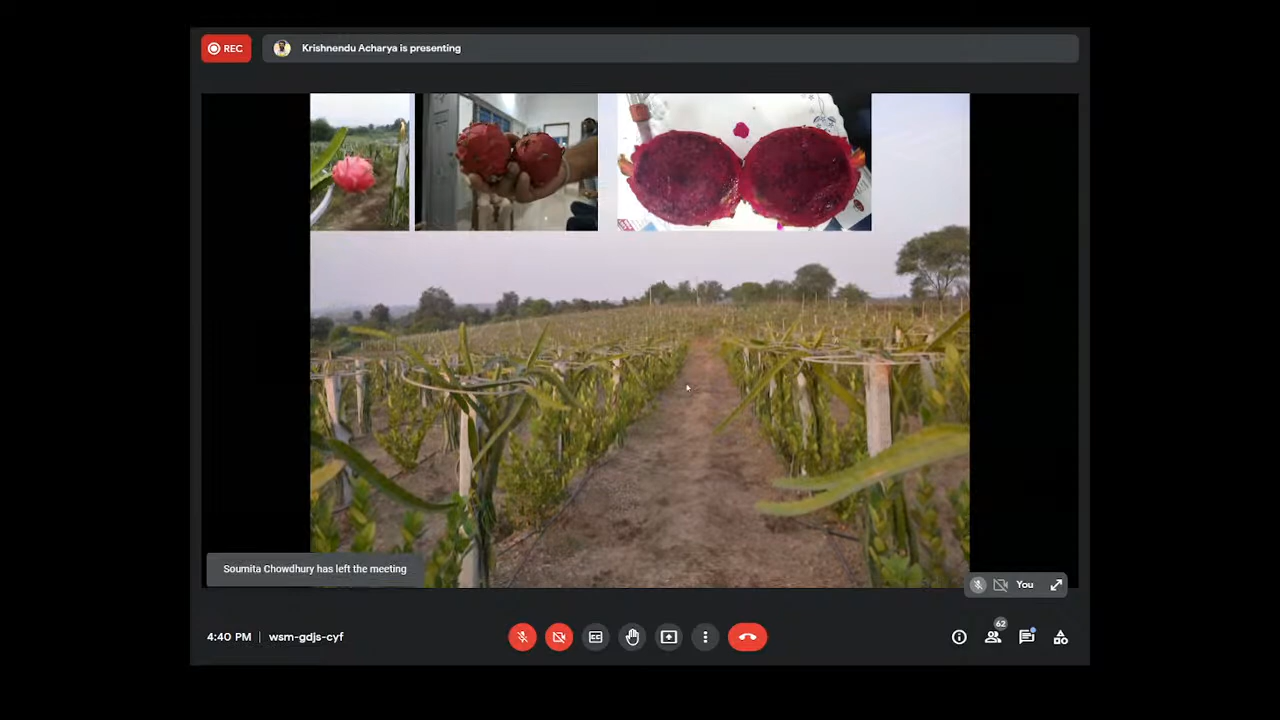 REC
Krishnendu Acharya is presenting
Soumita Chowdhury has left the meeting
You
4:40 PM | wsm-gdjs-cyf
62